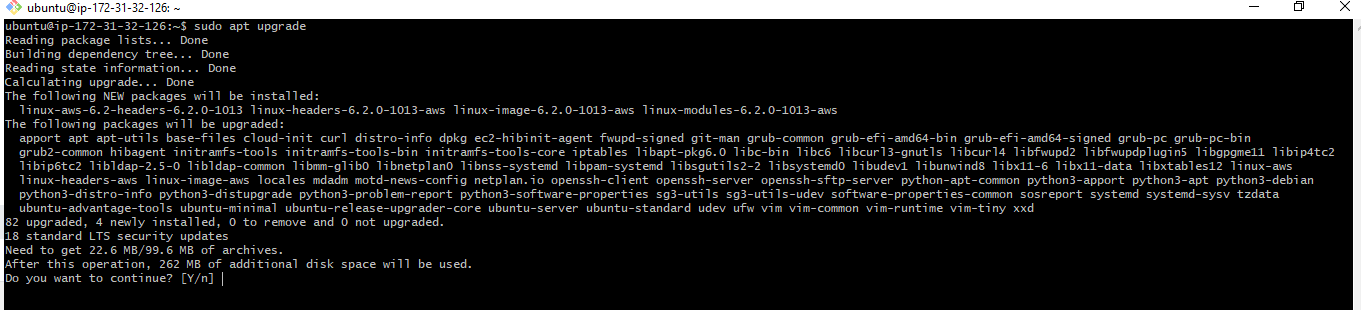 ubuntu@ip-172-31-32-126: ~
ubuntu@ip-172-31-32-126:~$ sudo apt upgrade
Reading package lists... Done
Building dependency tree... Done
Reading state information... Done
Calculating upgrade... Done
The following NEW packages will be installed:
  linux-aws-6.2-headers-6.2.0-1013 linux-headers-6.2.0-1013-aws linux-image-6.2.0-1013-aws linux-modules-6.2.0-1013-aws
The following packages will be upgraded:
  apport apt apt-utils base-files cloud-init curl distro-info dpkg ec2-hibinit-agent fwupd-signed git-man grub-common grub-efi-amd64-bin grub-efi-amd64-signed grub-pc grub-pc-bin
  grub2-common hibagent initramfs-tools initramfs-tools-bin initramfs-tools-core iptables libapt-pkg6.0 libc-bin libc6 libcurl3-gnutls libcurl4 libfwupd2 libfwupdplugin5 libgpgme11 libip4tc2
  libip6tc2 libldap-2.5-0 libldap-common libmm-glib0 libnetplan0 libnss-systemd libpam-systemd libsgutils2-2 libsystemd0 libudev1 libunwind8 libx11-6 libx11-data libxtables12 linux-aws
  linux-headers-aws linux-image-aws locales mdadm motd-news-config netplan.io openssh-client openssh-server openssh-sftp-server python-apt-common python3-apport python3-apt python3-debian
  python3-distro-info python3-distupgrade python3-problem-report python3-software-properties sg3-utils sg3-utils-udev software-properties-common sosreport systemd systemd-sysv tzdata
  ubuntu-advantage-tools ubuntu-minimal ubuntu-release-upgrader-core ubuntu-server ubuntu-standard udev ufw vim vim-common vim-runtime vim-tiny xxd
82 upgraded, 4 newly installed, 0 to remove and 0 not upgraded.
18 standard LTS security updates
Need to get 22.6 MB/99.6 MB of archives.
After this operation, 262 MB of additional disk space will be used.
Do you want to continue? [Y/n]